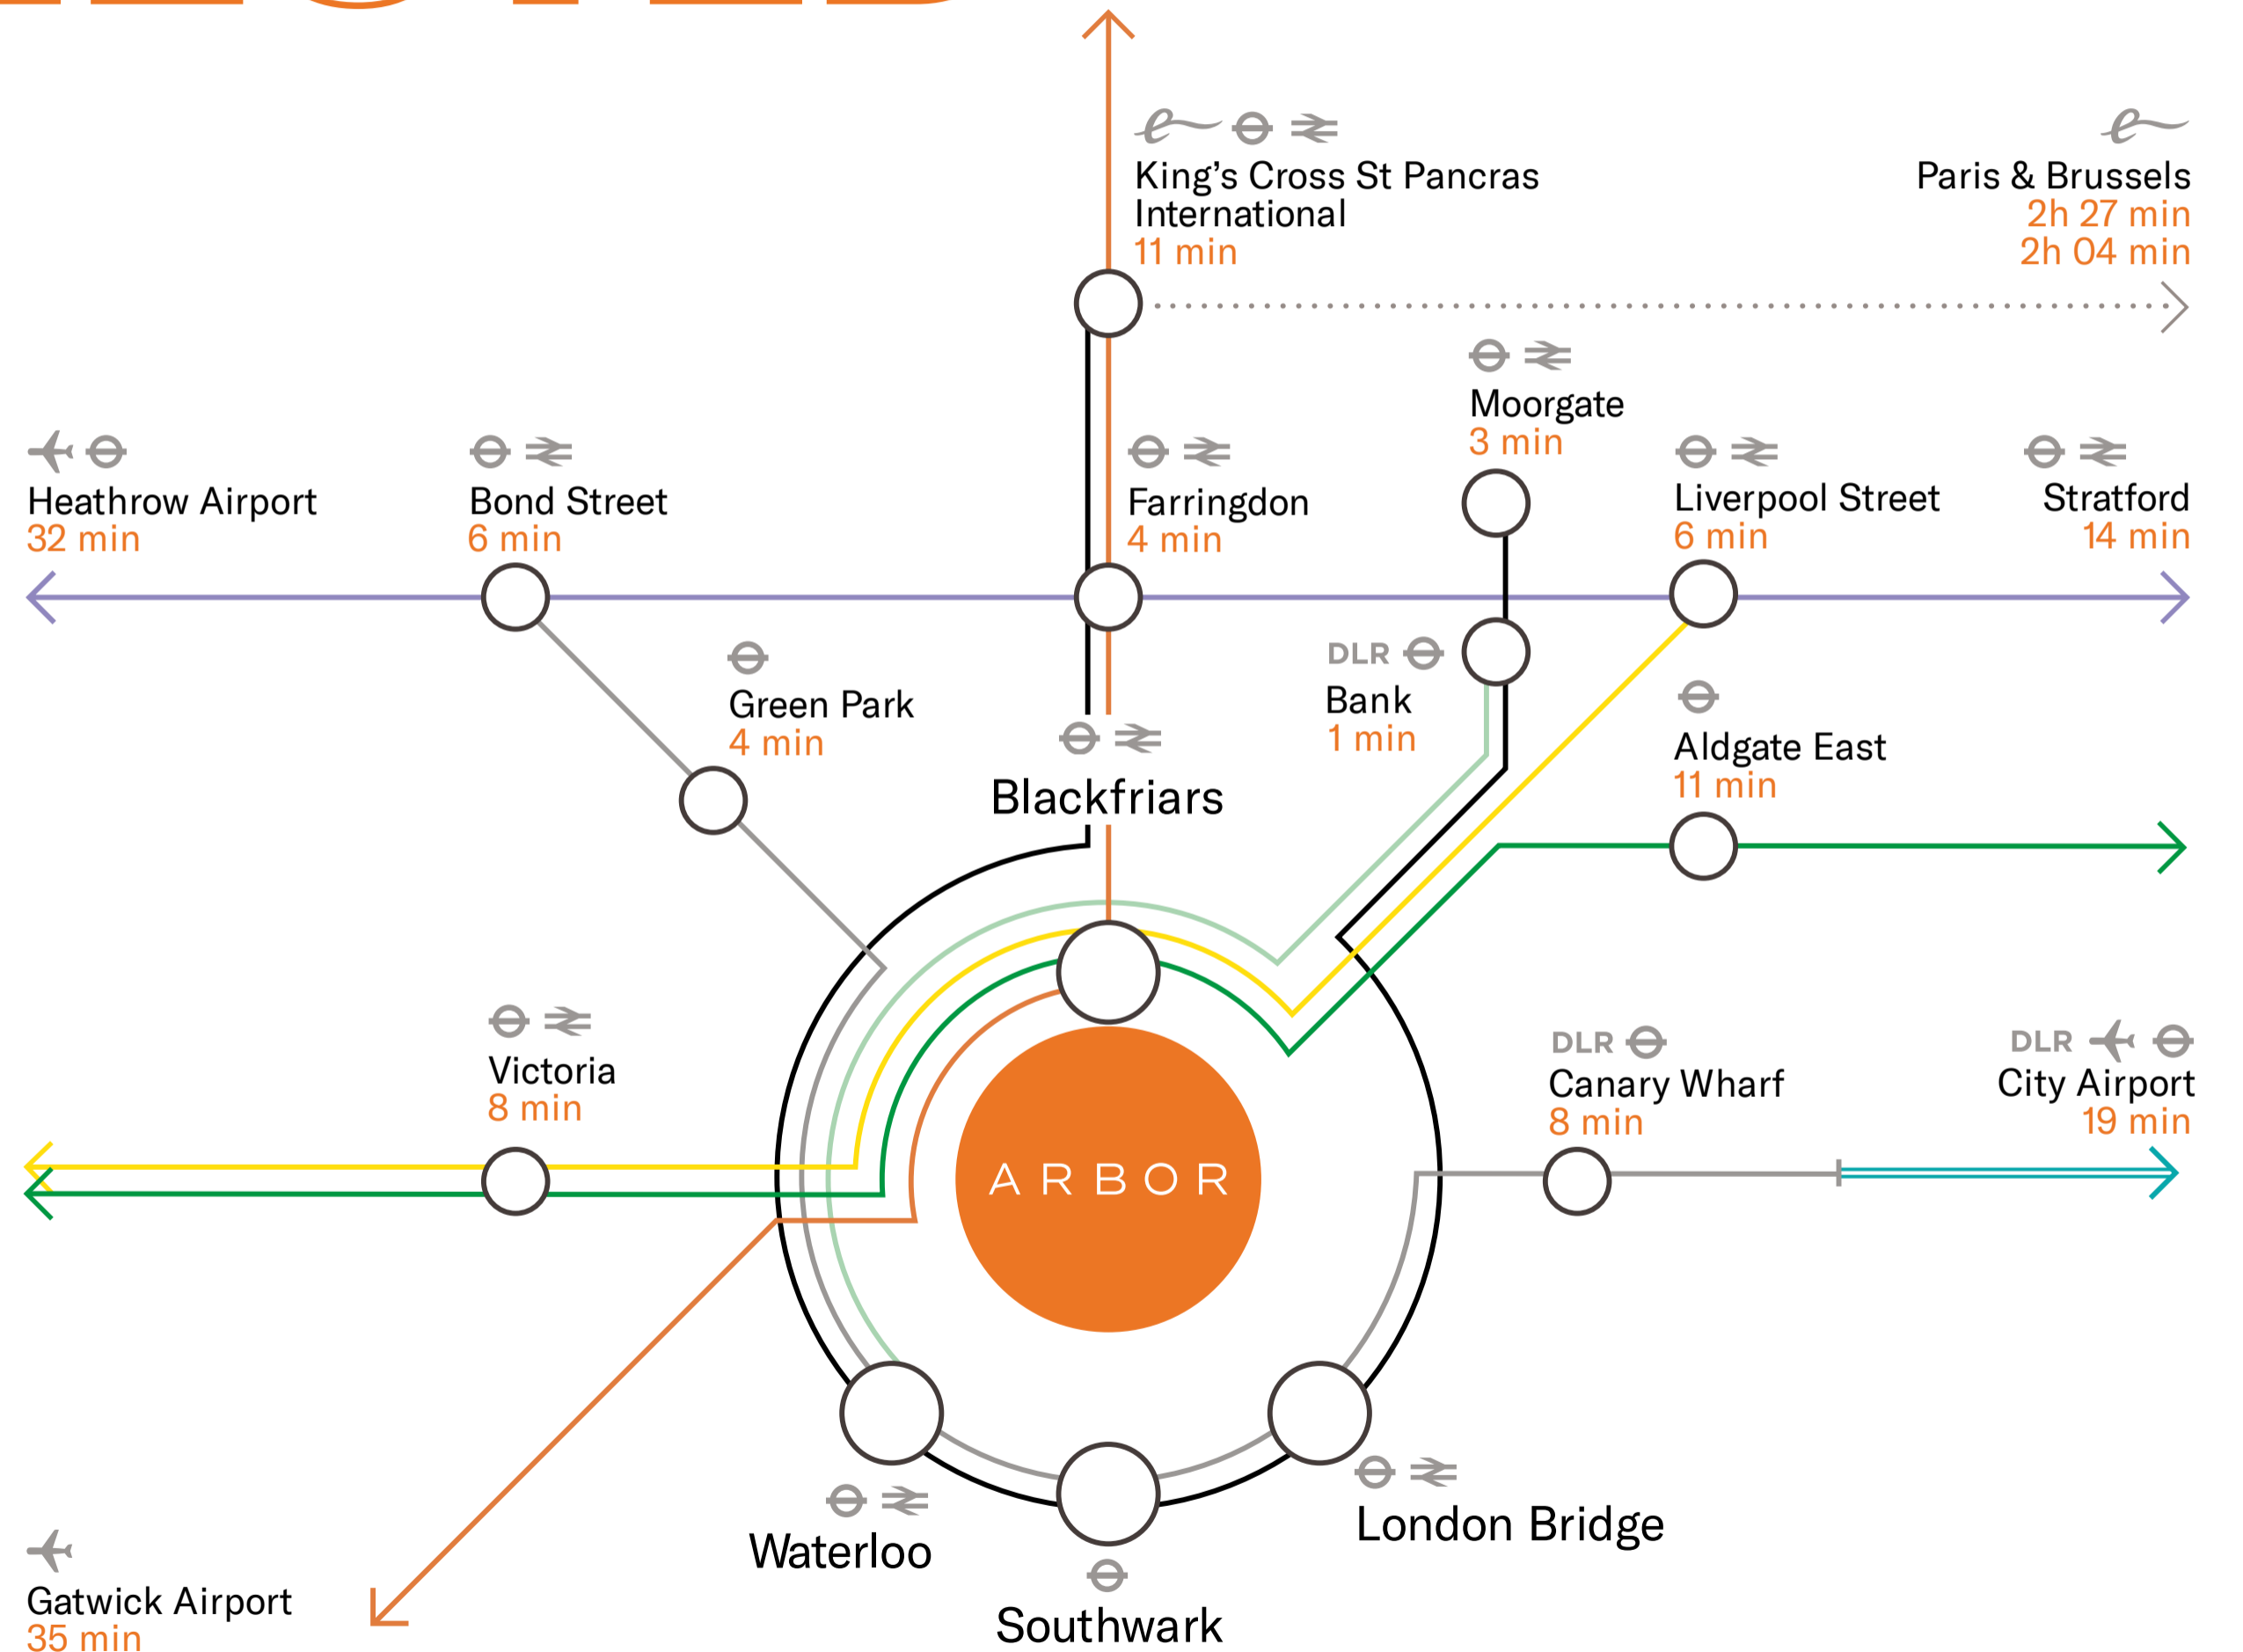 King's Cross St Pancras
International
11 min
Paris & Brussels
2h 27 min
2h 04 min
Moorgate
3 min
Heathrow Airport
32 min
Bond Street
6 min
Farringdon
4 min
Liverpool Street
6 min
Stratford
14 min
Green Park
4 min
DLR
Bank
1 min
Aldgate East
11 min
Blackfriars
Victoria
8 min
DLR
Canary Wharf
8 min
DLR
City Airport
19 min
ARBOR
London Bridge
Waterloo
Southwark
Gatwick Airport
35 min